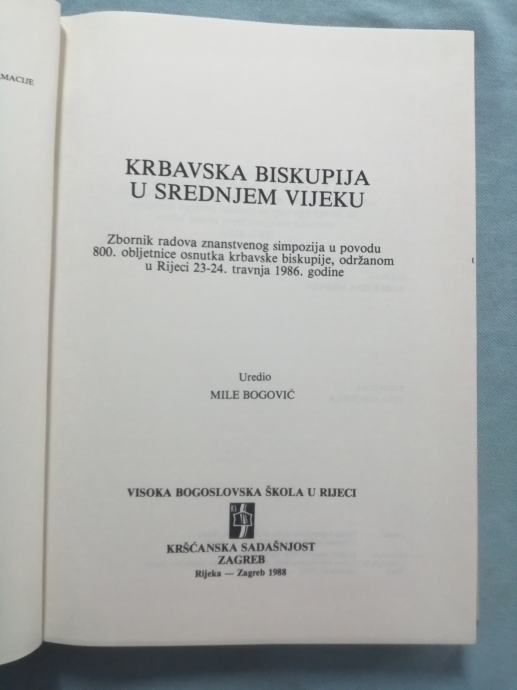 MACIJE
KRBAVSKA BISKUPIJA
U SREDNJEM VIJEKU
Zbornik radova znanstvenog simpozija u povodu
800. obljetnice osnutka krbavske biskupije, održanom
u Rijeci 23-24. travnja 1986. godine
Uredio
MILE BOGOVIĆ
VISOKA BOGOSLOVSKA ŠKOLA U RIJECI
KRŠĆANSKA SADAŠNJOST
ZAGREB
Rijeka — Zagreb 1988